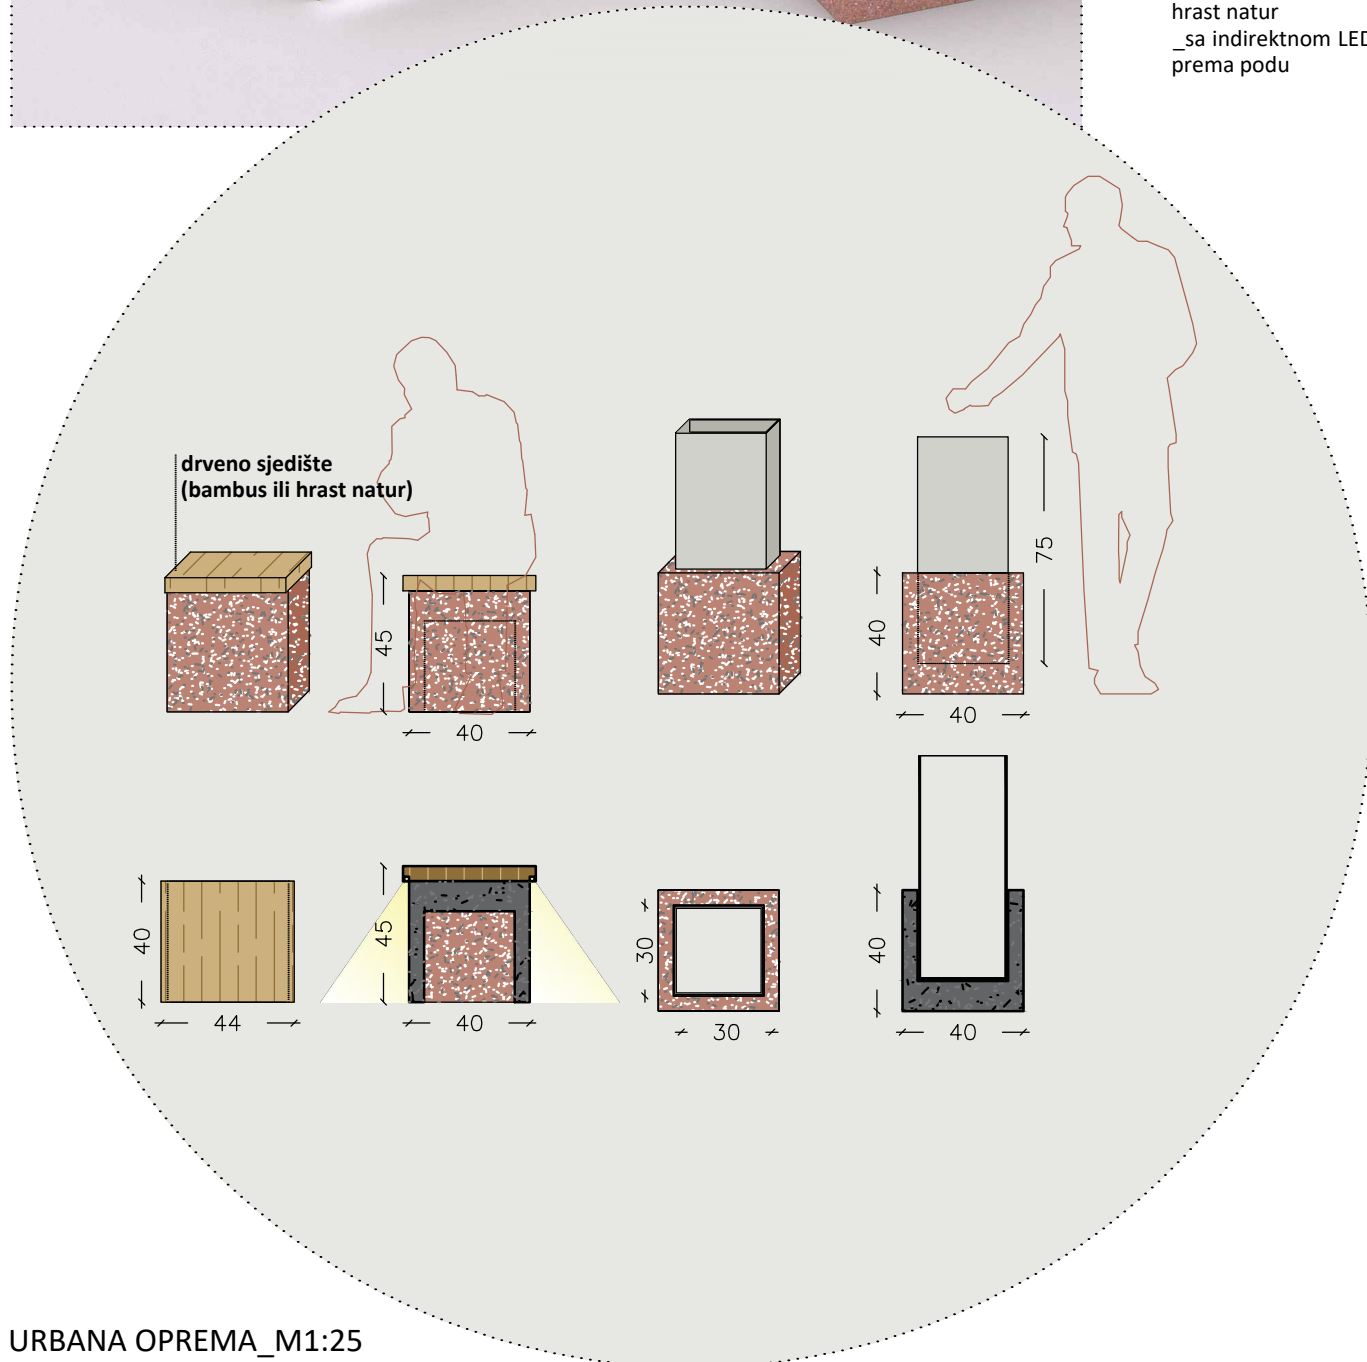 hrast natur
_sa indirektnom LED
prema podu
drveno sjedište
(bambus ili hrast natur)
45
40
75
40
40
40
44
45
40
30
30
40
40
URBANA OPREMA_M1:25